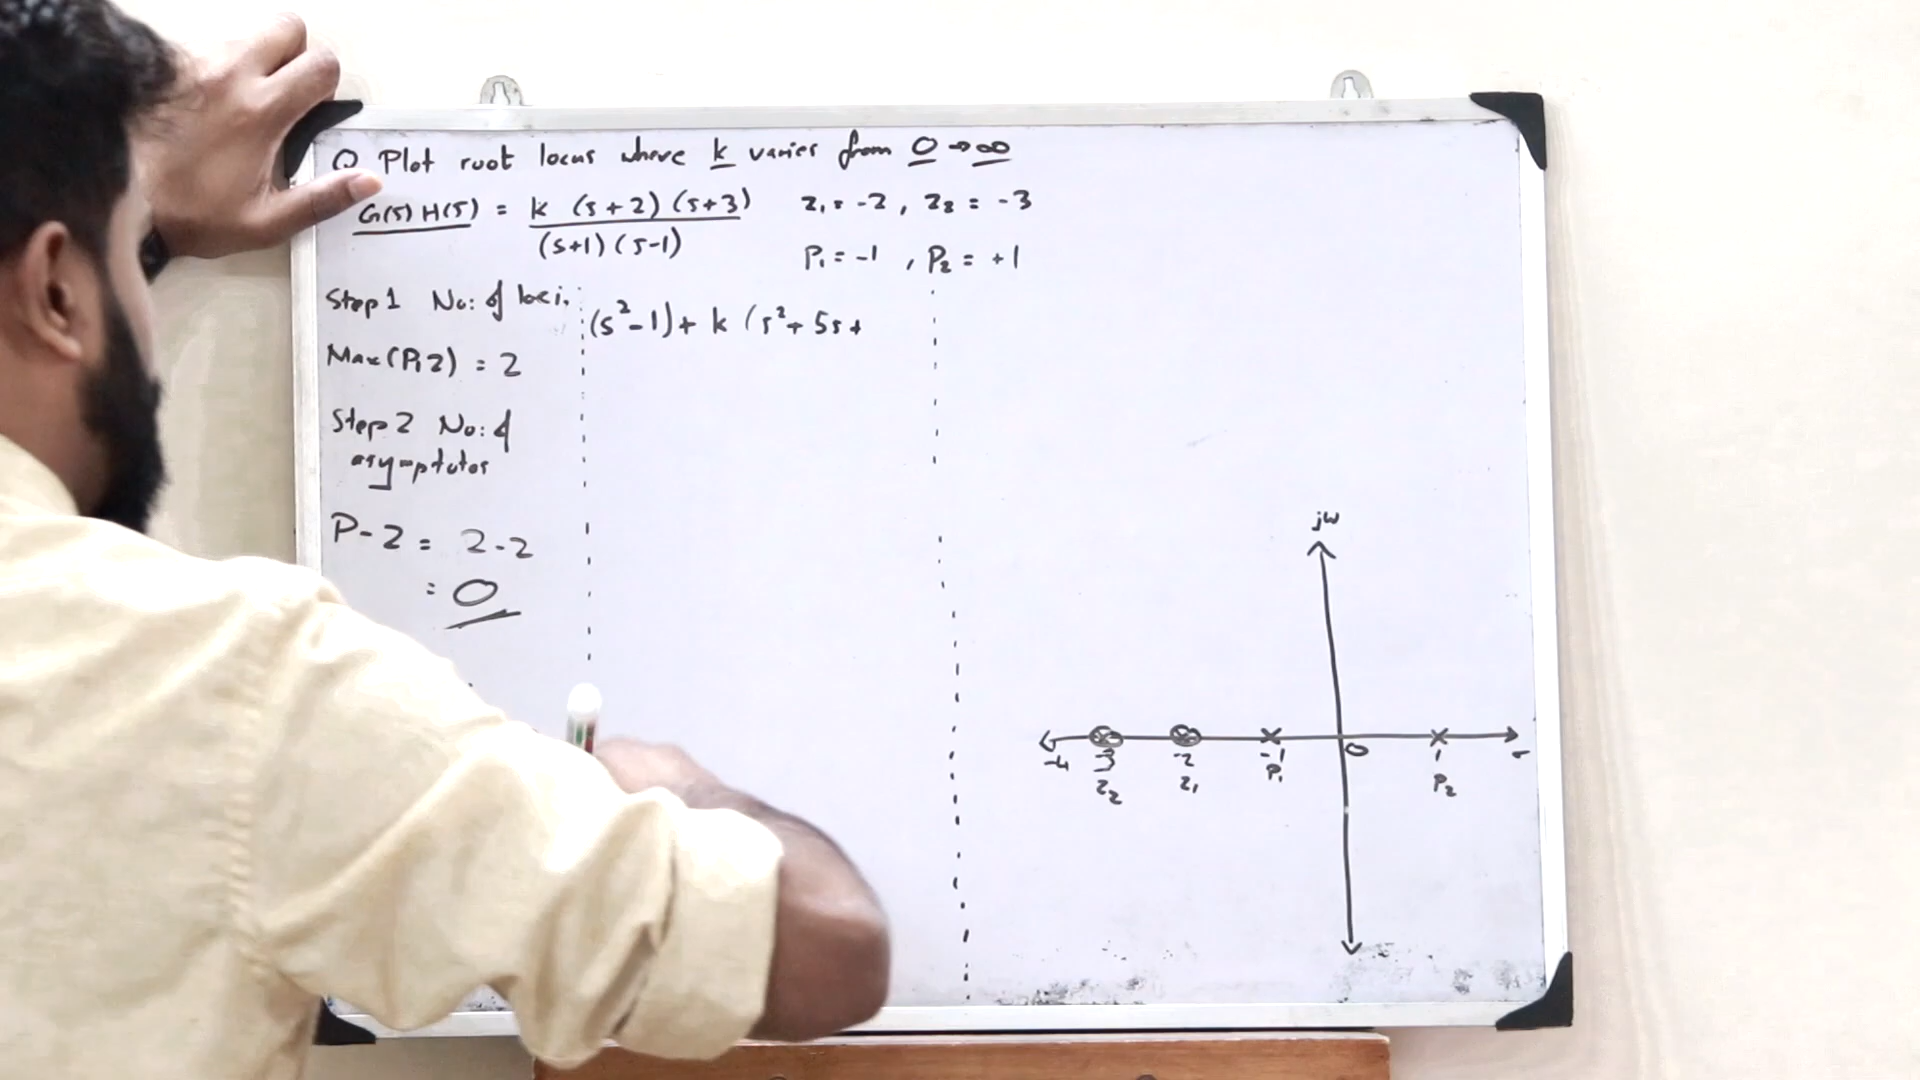 Q Plot root locus where k varies from 0 → ∞
G(s) H(s) = k (s+2) (s+3)
(s+1) (s-1)
z₁ = -2, z₂ = -3
P₁ = -1, P₂ = +1
Step 1 No: of loci.
Max(P,Z) = 2
Step 2 No: of
asymptotes
P-Z = 2-2
= 0
(s²-1)+ k (s²+ 5s+
jω
-4 -3 -2 -1 0 1 σ
Z₂ Z₁ P₁ P₂